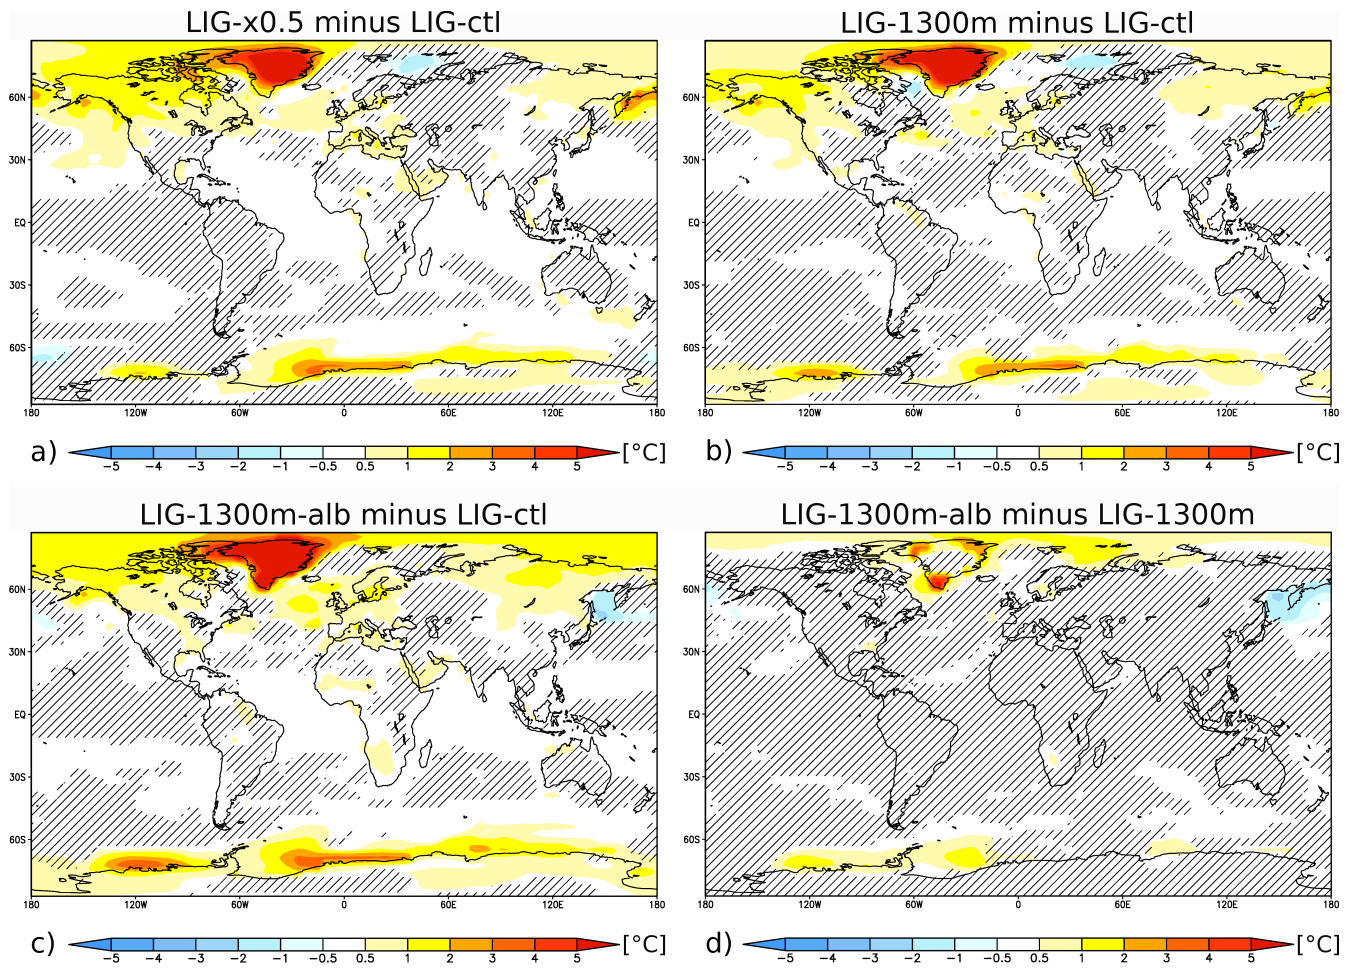 LIG-x0.5 minus LIG-ctl
60N
30N
EQ
30S
60S
180 120W 60W 0 60E 120E 180
a) −5 −4 −3 −2 −1 −0.5 0.5 1 2 3 4 5 [°C]
LIG-1300m minus LIG-ctl
60N
30N
EQ
30S
60S
180 120W 60W 0 60E 120E 180
b) −5 −4 −3 −2 −1 −0.5 0.5 1 2 3 4 5 [°C]
LIG-1300m-alb minus LIG-ctl
60N
30N
EQ
30S
60S
180 120W 60W 0 60E 120E 180
c) −5 −4 −3 −2 −1 −0.5 0.5 1 2 3 4 5 [°C]
LIG-1300m-alb minus LIG-1300m
60N
30N
EQ
30S
60S
180 120W 60W 0 60E 120E 180
d) −5 −4 −3 −2 −1 −0.5 0.5 1 2 3 4 5 [°C]